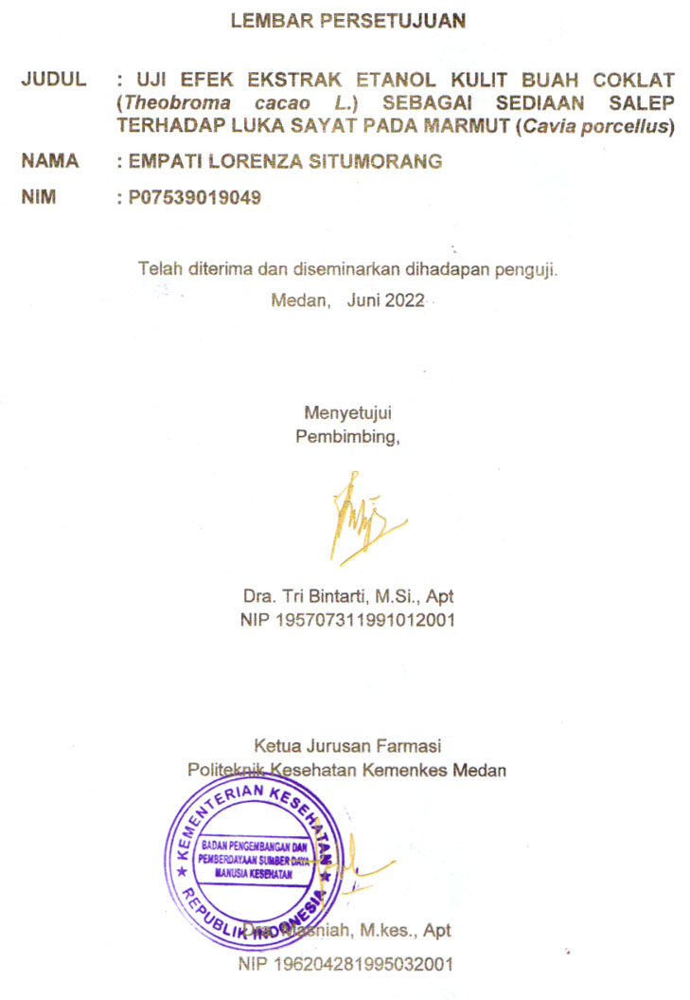 LEMBAR PERSETUJUAN
JUDUL : UJI EFEK EKSTRAK ETANOL KULIT BUAH COKLAT
(Theobroma cacao L.) SEBAGAI SEDIAAN SALEP
TERHADAP LUKA SAYAT PADA MARMUT (Cavia porcellus)
NAMA : EMPATI LORENZA SITUMORANG
NIM : P07539019049
Telah diterima dan diseminarkan dihadapan penguji.
Medan, Juni 2022
Menyetujui
Pembimbing,
Dra. Tri Bintarti, M.Si., Apt
NIP 195707311991012001
Ketua Jurusan Farmasi
Politeknik Kesehatan Kemenkes Medan
KEMENTERIAN KESEHATAN
BADAN PENGEMBANGAN DAN
PEMBERDAYAAN SUMBER DAYA
MANUSIA KESEHATAN
REPUBLIK INDONESIA
Dra. Masniah, M.kes., Apt
NIP 196204281995032001